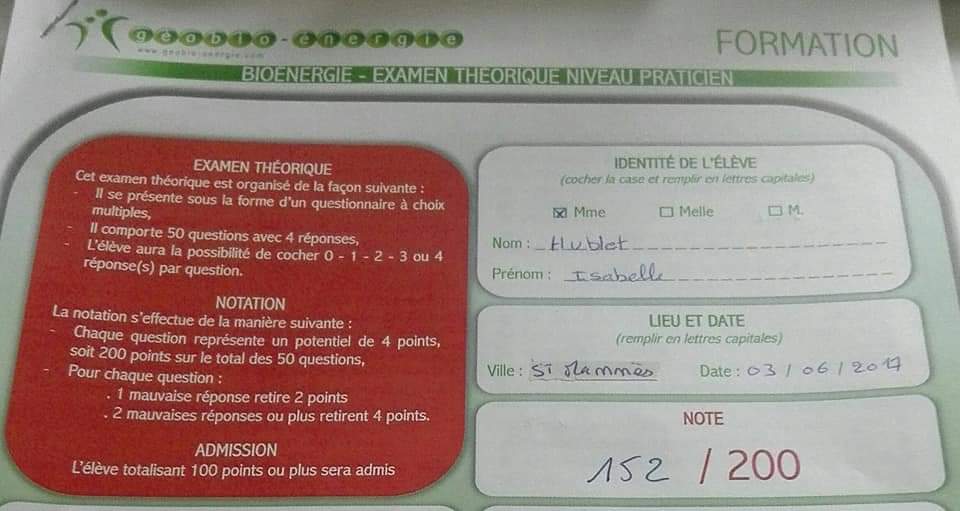 géobio-énergie
www.geobio-energie.com
FORMATION
BIOENERGIE - EXAMEN THEORIQUE NIVEAU PRATICIEN
EXAMEN THÉORIQUE
Cet examen théorique est organisé de la façon suivante :
- Il se présente sous la forme d'un questionnaire à choix
multiples,
- Il comporte 50 questions avec 4 réponses,
- L'élève aura la possibilité de cocher 0 - 1 - 2 - 3 ou 4
réponse(s) par question.
NOTATION
La notation s'effectue de la manière suivante :
- Chaque question représente un potentiel de 4 points,
soit 200 points sur le total des 50 questions,
- Pour chaque question :
. 1 mauvaise réponse retire 2 points
. 2 mauvaises réponses ou plus retirent 4 points.
ADMISSION
L'élève totalisant 100 points ou plus sera admis
IDENTITÉ DE L'ÉLÈVE
(cocher la case et remplir en lettres capitales)
☒ Mme ☐ Melle ☐ M.
Nom : Hublet
Prénom : Isabelle
LIEU ET DATE
(remplir en lettres capitales)
Ville : ST Mammès Date : 03 / 06 / 2017
NOTE
152 / 200